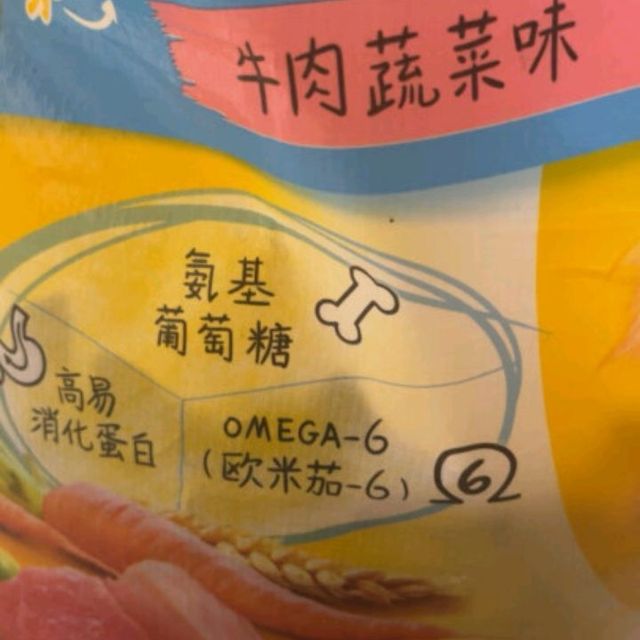 牛肉蔬菜味
氨基
葡萄糖
高易
消化蛋白
OMEGA-6
(欧米茄-6)
6